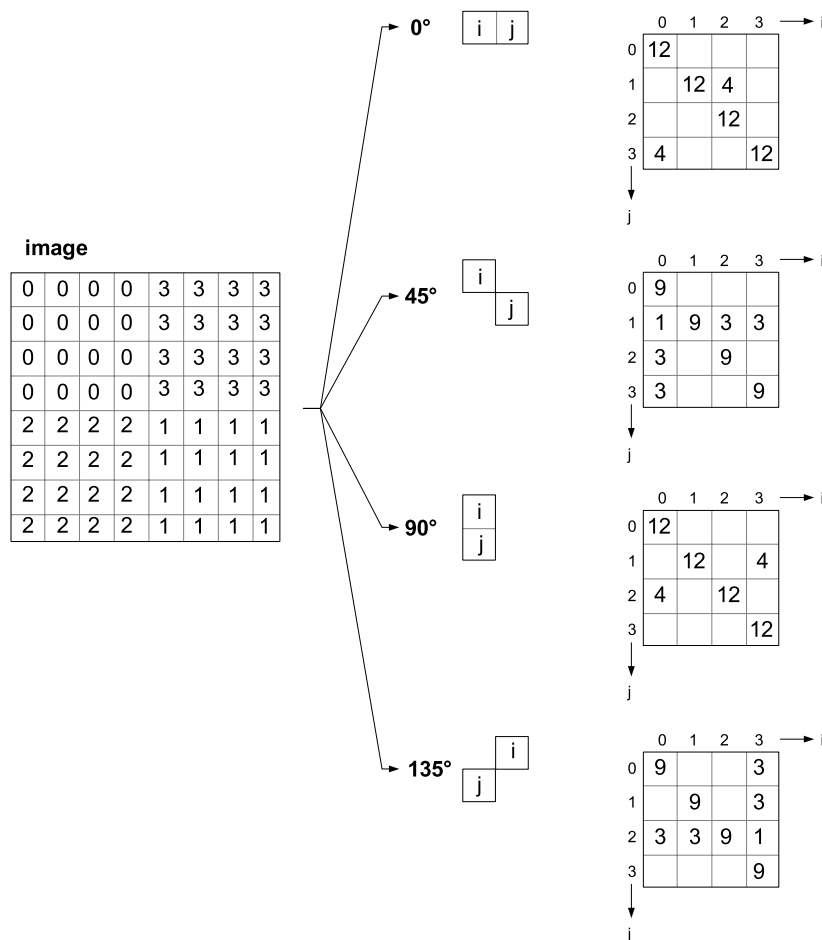 image
0 0 0 0 3 3 3 3
0 0 0 0 3 3 3 3
0 0 0 0 3 3 3 3
0 0 0 0 3 3 3 3
2 2 2 2 1 1 1 1
2 2 2 2 1 1 1 1
2 2 2 2 1 1 1 1
2 2 2 2 1 1 1 1
0° i j
0 1 2 3 i
0 12
1 12 4
2 12
3 4 12
j
45° i
j
0 1 2 3 i
0 9
1 1 9 3 3
2 3 9
3 3 9
j
90° i
j
0 1 2 3 i
0 12
1 12 4
2 4 12
3 12
j
135° i
j
0 1 2 3 i
0 9 3
1 9 3
2 3 3 9 1
3 9
j